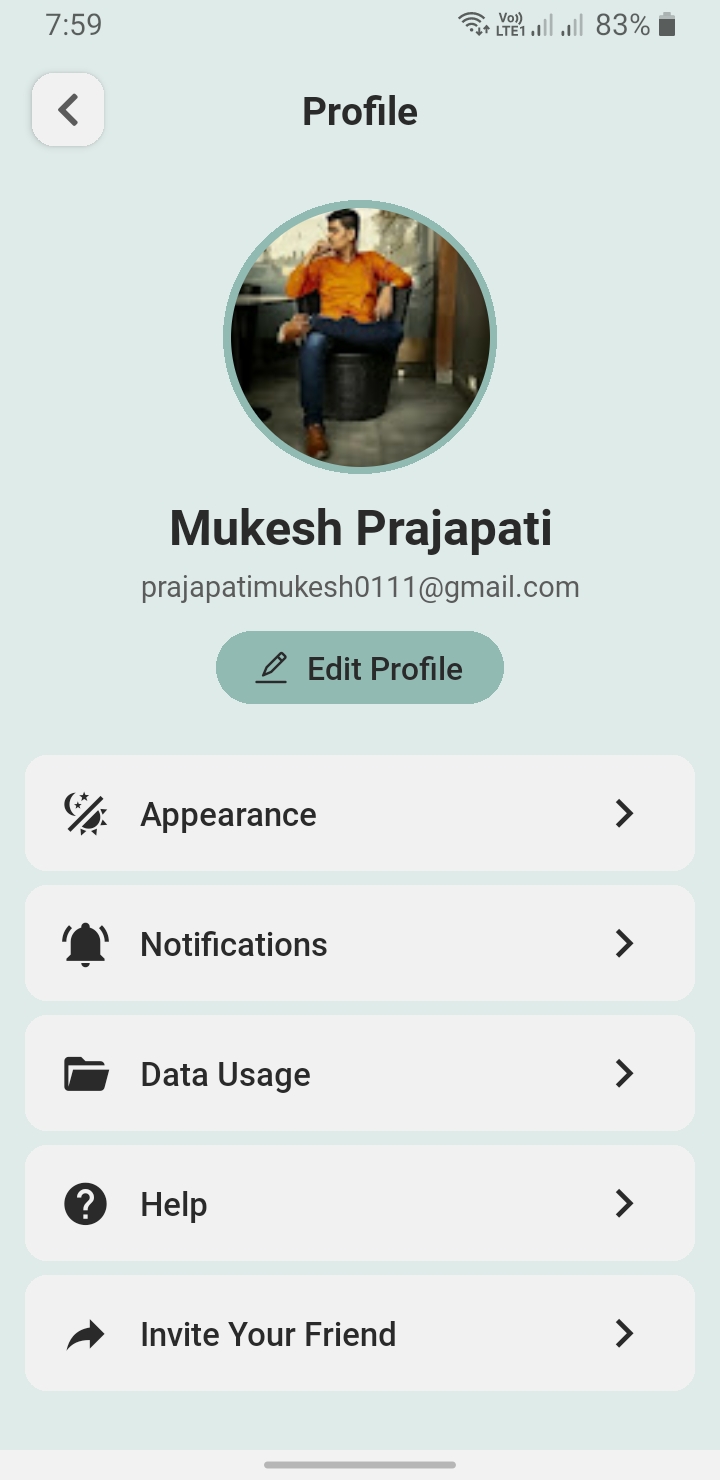 7:59
Vo)) LTE1 83%
Profile
Mukesh Prajapati
prajapatimukesh0111@gmail.com
Edit Profile
Appearance
Notifications
Data Usage
Help
Invite Your Friend